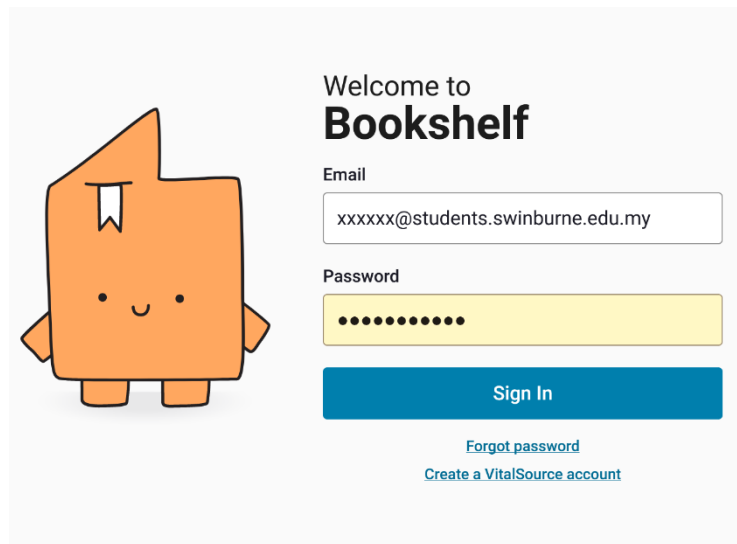 Welcome to
Bookshelf
Email
xxxxxx@students.swinburne.edu.my
Password
●●●●●●●●●●●
Sign In
Forgot password
Create a VitalSource account